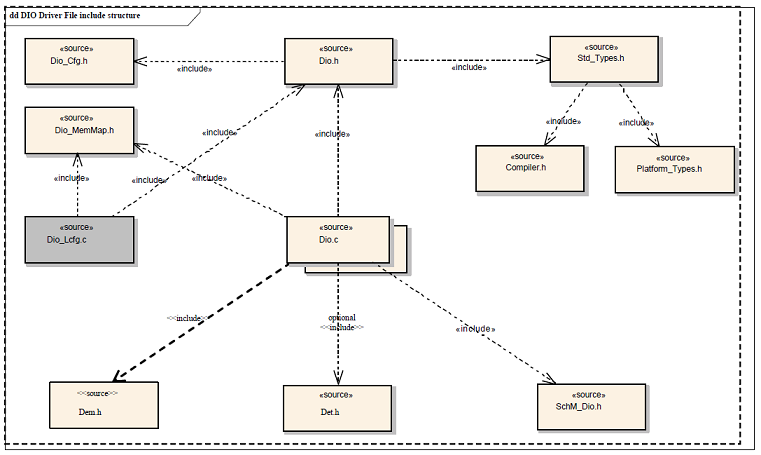 dd DIO Driver File include structure
«source»
Dio_Cfg.h
«include»
«source»
Dio.h
«include»
«source»
Std_Types.h
«source»
Dio_MemMap.h
«include»
«include»
«include»
«include»
«source»
Compiler.h
«source»
Platform_Types.h
«include»
«include»
«include»
«source»
Dio_Lcfg.c
«source»
Dio.c
<<include>>
optional
<<include>>
«include»
<<source>>
Dem.h
«source»
Det.h
«source»
SchM_Dio.h